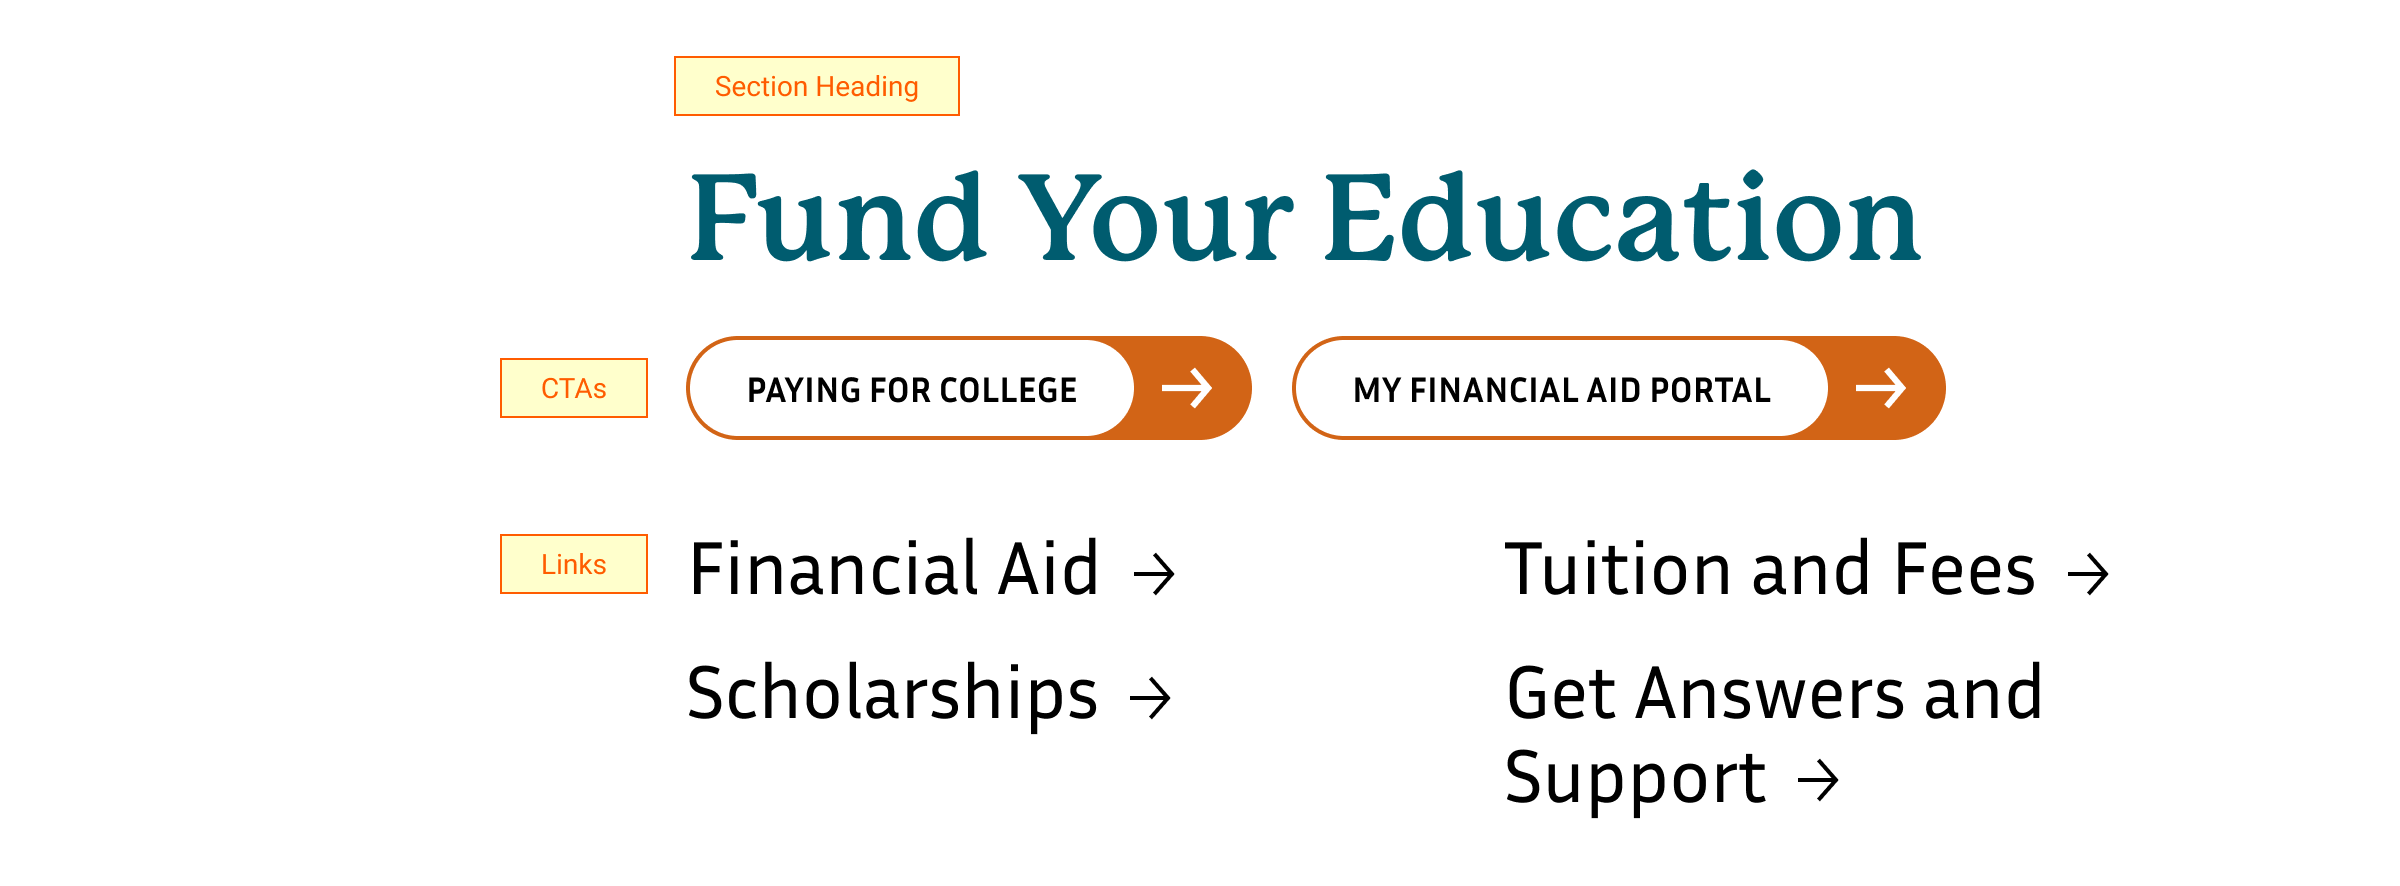 Section Heading
Fund Your Education
CTAs
PAYING FOR COLLEGE
MY FINANCIAL AID PORTAL
Links
Financial Aid
Tuition and Fees
Scholarships
Get Answers and
Support